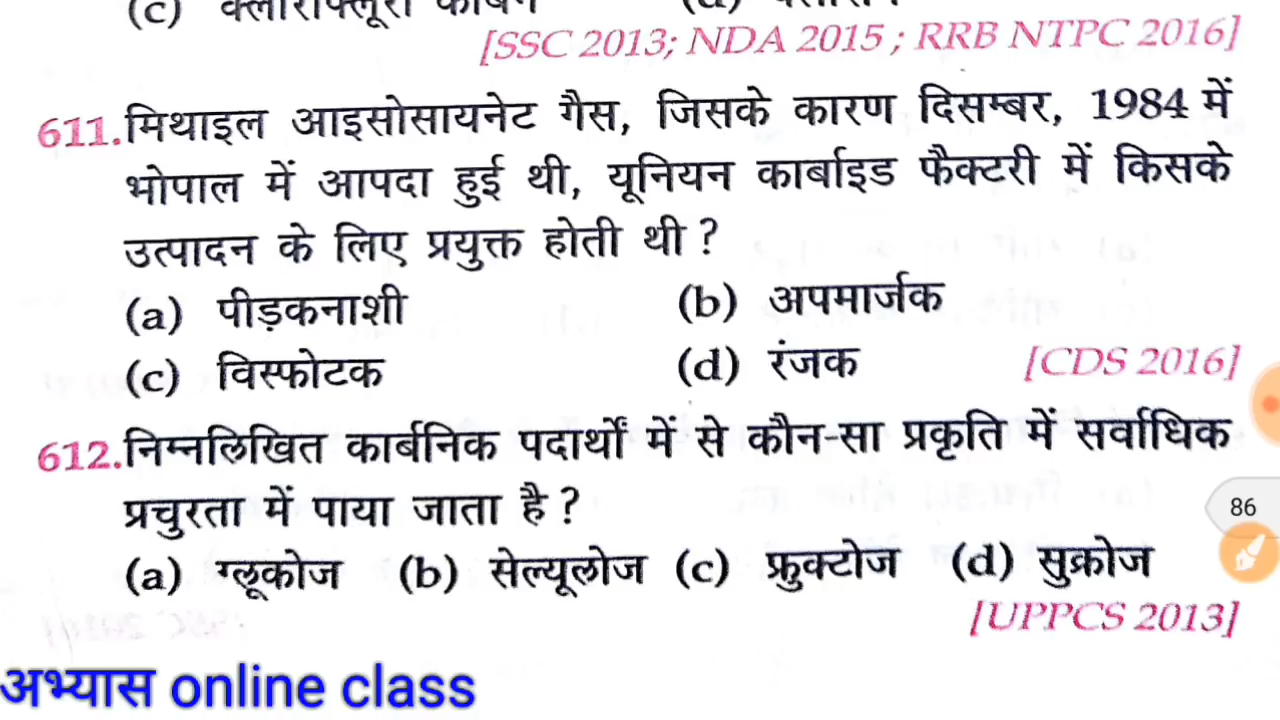 [SSC 2013; NDA 2015 ; RRB NTPC 2016]
611. मिथाइल आइसोसायनेट गैस, जिसके कारण दिसम्बर, 1984 में
भोपाल में आपदा हुई थी, यूनियन कार्बाइड फैक्टरी में किसके
उत्पादन के लिए प्रयुक्त होती थी ?
(a) पीड़कनाशी (b) अपमार्जक
(c) विस्फोटक (d) रंजक [CDS 2016]
612. निम्नलिखित कार्बनिक पदार्थों में से कौन-सा प्रकृति में सर्वाधिक
प्रचुरता में पाया जाता है ?
86
(a) ग्लूकोज (b) सेल्यूलोज (c) फ्रुक्टोज (d) सुक्रोज
[UPPCS 2013]
अभ्यास online class